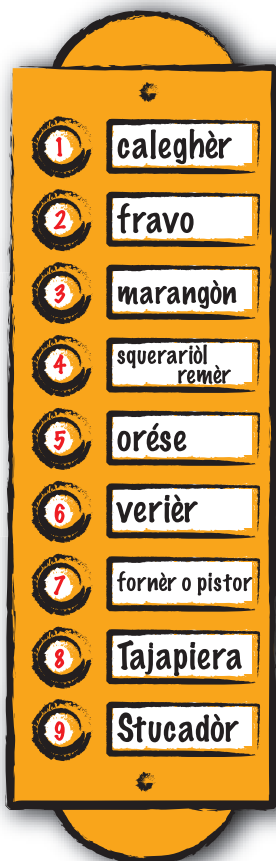 1 caleghèr
2 fravo
3 marangòn
4 squerariòl
remèr
5 orése
6 verièr
7 fornèr o pistor
8 Tajapiera
9 Stucadòr